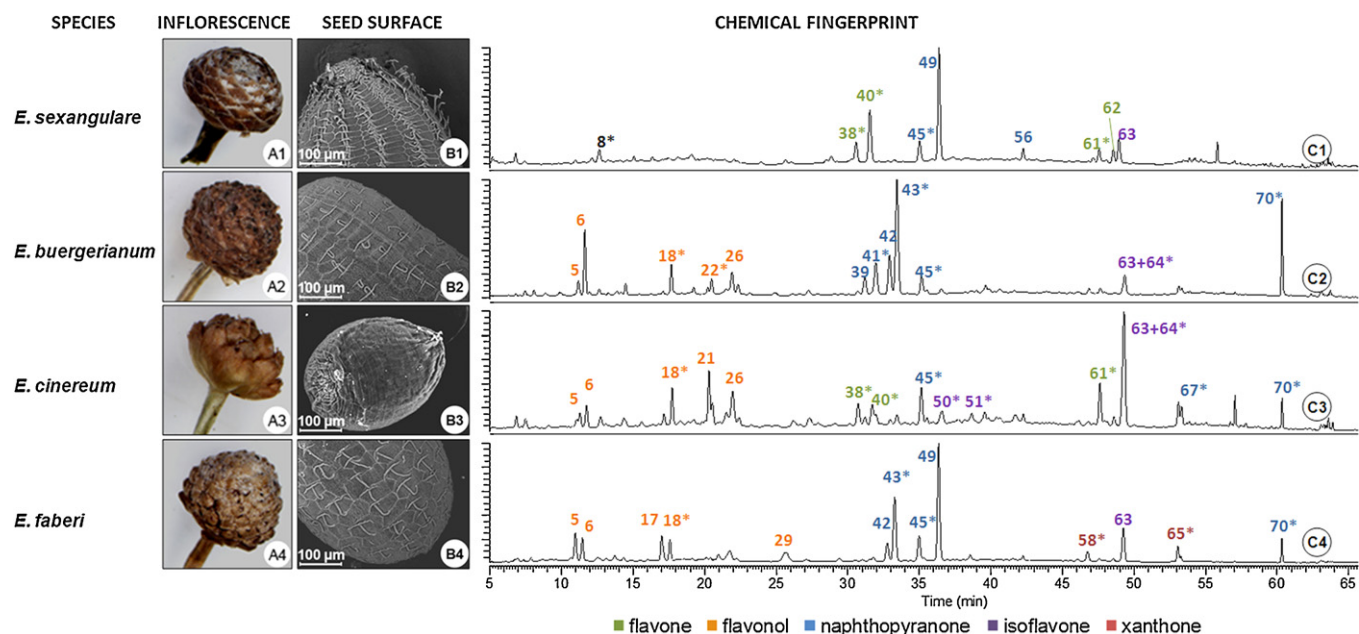 SPECIES INFLORESCENCE SEED SURFACE CHEMICAL FINGERPRINT
E. sexangulare
A1
100 µm
B1
8*
38*
40*
45*
49
56
61*
62
63
C1
E. buergerianum
A2
100 µm
B2
5
6
18*
22*
26
39
41*
42
43*
45*
63+64*
70*
C2
E. cinereum
A3
100 µm
B3
5
6
18*
21
26
38*
40*
45*
50*
51*
61*
63+64*
67*
70*
C3
E. faberi
A4
100 µm
B4
5
6
17
18*
29
42
43*
45*
49
58*
63
65*
70*
C4
5 10 15 20 25 30 35 40 45 50 55 60 65
Time (min)
flavone flavonol naphthopyranone isoflavone xanthone